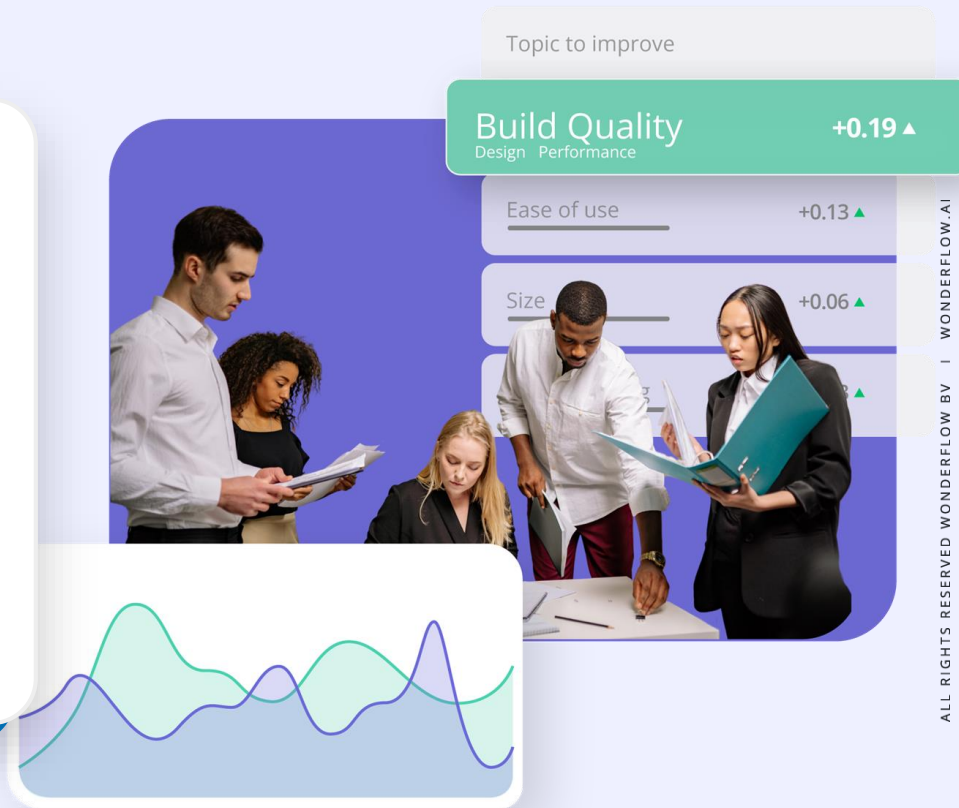 Topic to improve
Build Quality
+0.19
Design Performance
Ease of use
+0.13
Size
+0.06
ALL RIGHTS RESERVED WONDERFLOW BV | WONDERFLOW.AI